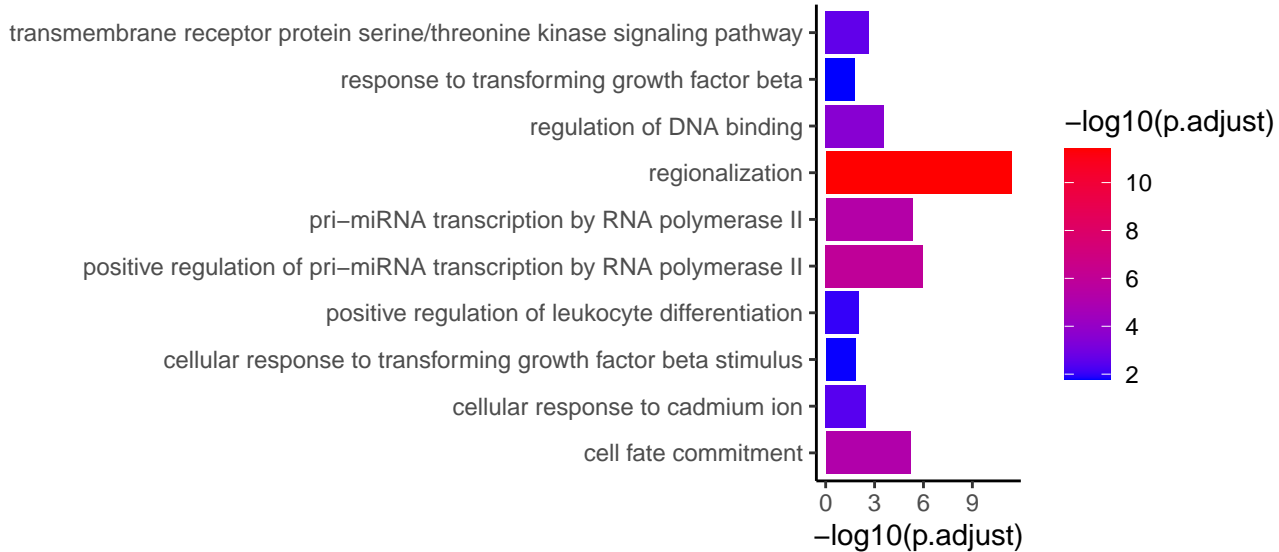 transmembrane receptor protein serine/threonine kinase signaling pathway
response to transforming growth factor beta
regulation of DNA binding
regionalization
pri−miRNA transcription by RNA polymerase II
positive regulation of pri−miRNA transcription by RNA polymerase II
positive regulation of leukocyte differentiation
cellular response to transforming growth factor beta stimulus
cellular response to cadmium ion
cell fate commitment
0 3 6 9
−log10(p.adjust)
−log10(p.adjust)
10
8
6
4
2